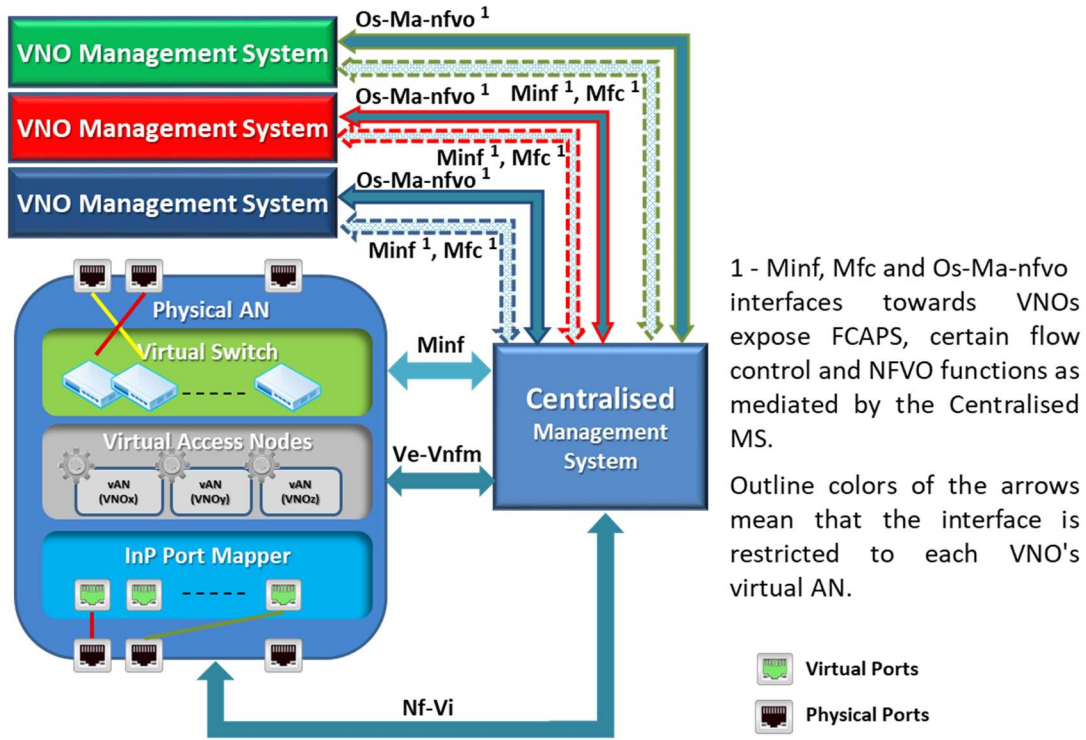 Os-Ma-nfvo 1
VNO Management System
Os-Ma-nfvo 1
Minf 1, Mfc 1
VNO Management System
Minf 1, Mfc 1
Os-Ma-nfvo 1
VNO Management System
Minf 1, Mfc 1
Physical AN
Virtual Switch
Virtual Access Nodes
vAN
(VNOx)
vAN
(VNOy)
vAN
(VNOz)
InP Port Mapper
Minf
Ve-Vnfm
Nf-Vi
Centralised
Management
System
1 - Minf, Mfc and Os-Ma-nfvo
interfaces towards VNOs
expose FCAPS, certain flow
control and NFVO functions as
mediated by the Centralised
MS.
Outline colors of the arrows
mean that the interface is
restricted to each VNO's
virtual AN.
Virtual Ports
Physical Ports